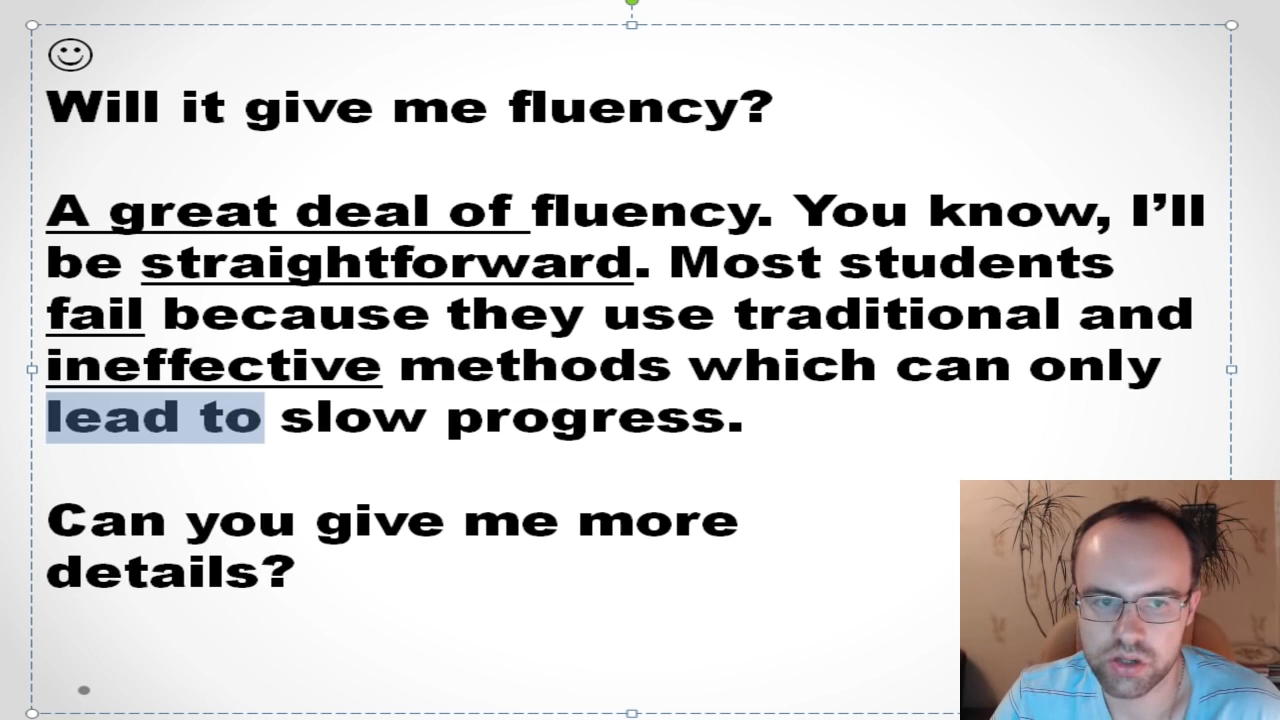 Will it give me fluency?
A great deal of fluency. You know, I’ll
be straightforward. Most students
fail because they use traditional and
ineffective methods which can only
lead to slow progress.
Can you give me more
details?